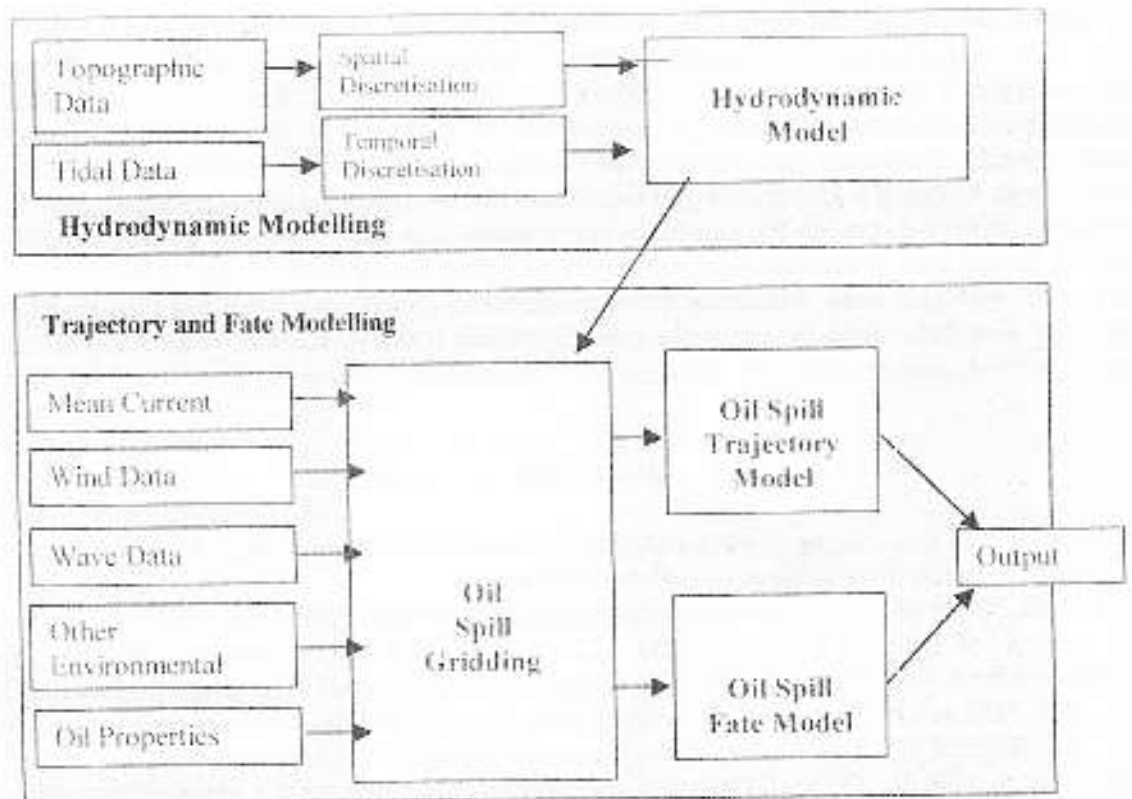 Topographic
Data
Spatial
Discretisation
Hydrodynamic
Model
Tidal Data
Temporal
Discretisation
Hydrodynamic Modelling
Trajectory and Fate Modelling
Mean Current
Wind Data
Wave Data
Other
Environmental
Oil Properties
Oil
Spill
Gridding
Oil Spill
Trajectory
Model
Oil Spill
Fate Model
Output